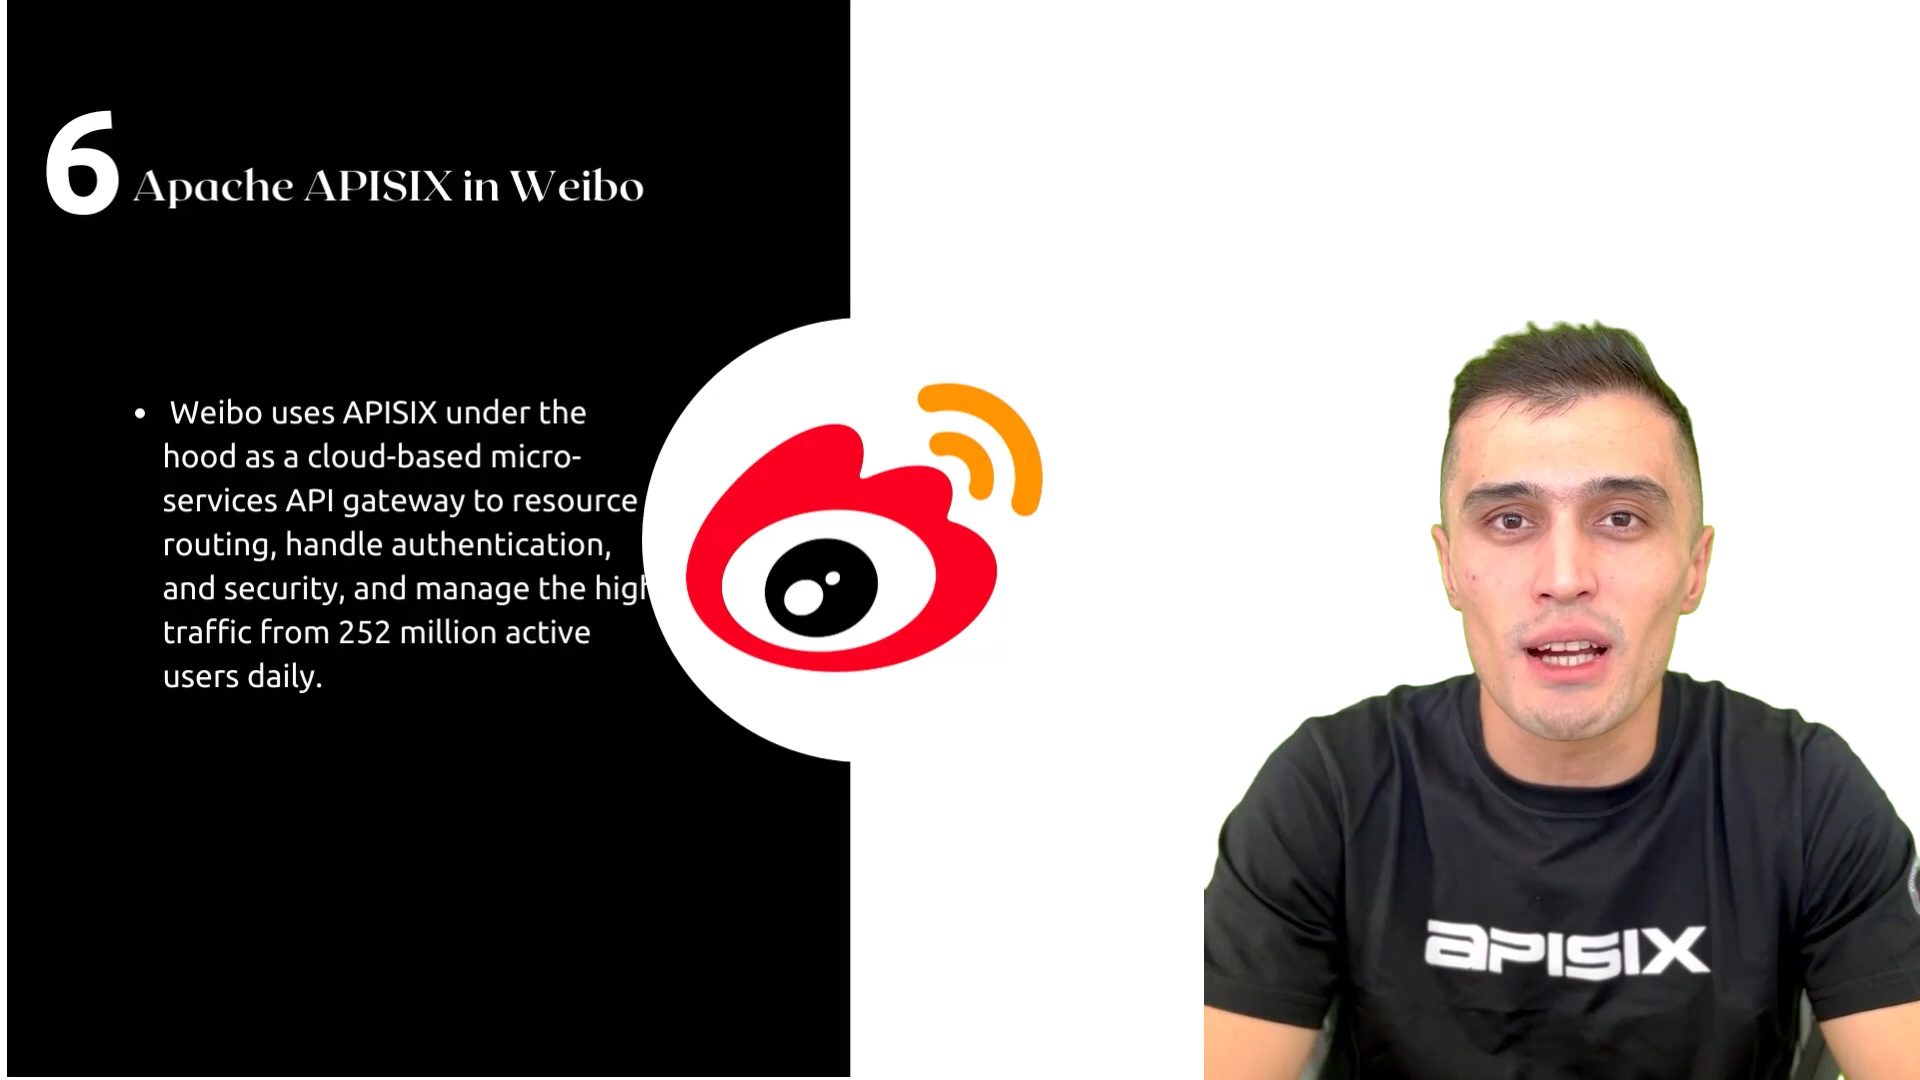 6 Apache APISIX in Weibo
• Weibo uses APISIX under the
hood as a cloud-based micro-
services API gateway to resource
routing, handle authentication,
and security, and manage the high
traffic from 252 million active
users daily.
APISIX